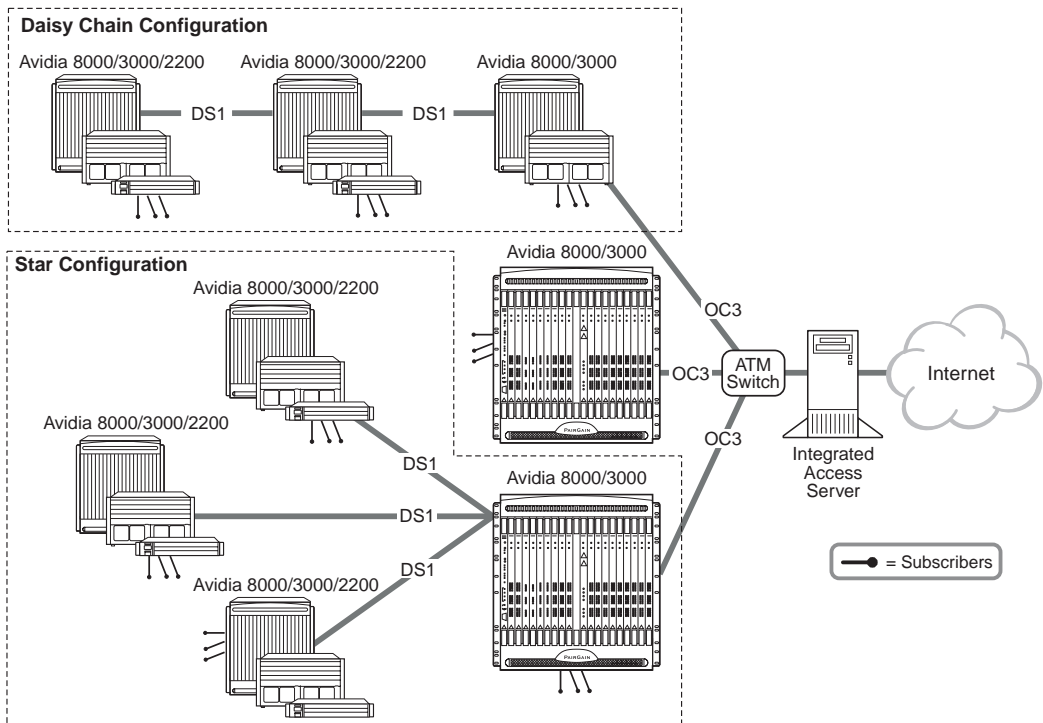 Daisy Chain Configuration
Avidia 8000/3000/2200
Avidia 8000/3000/2200
Avidia 8000/3000
DS1
DS1
Star Configuration
Avidia 8000/3000
Avidia 8000/3000/2200
OC3
OC3
ATM
Switch
Internet
Avidia 8000/3000/2200
PAIRGAIN
OC3
Integrated
Access
Server
DS1
Avidia 8000/3000
DS1
= Subscribers
DS1
Avidia 8000/3000/2200
PAIRGAIN